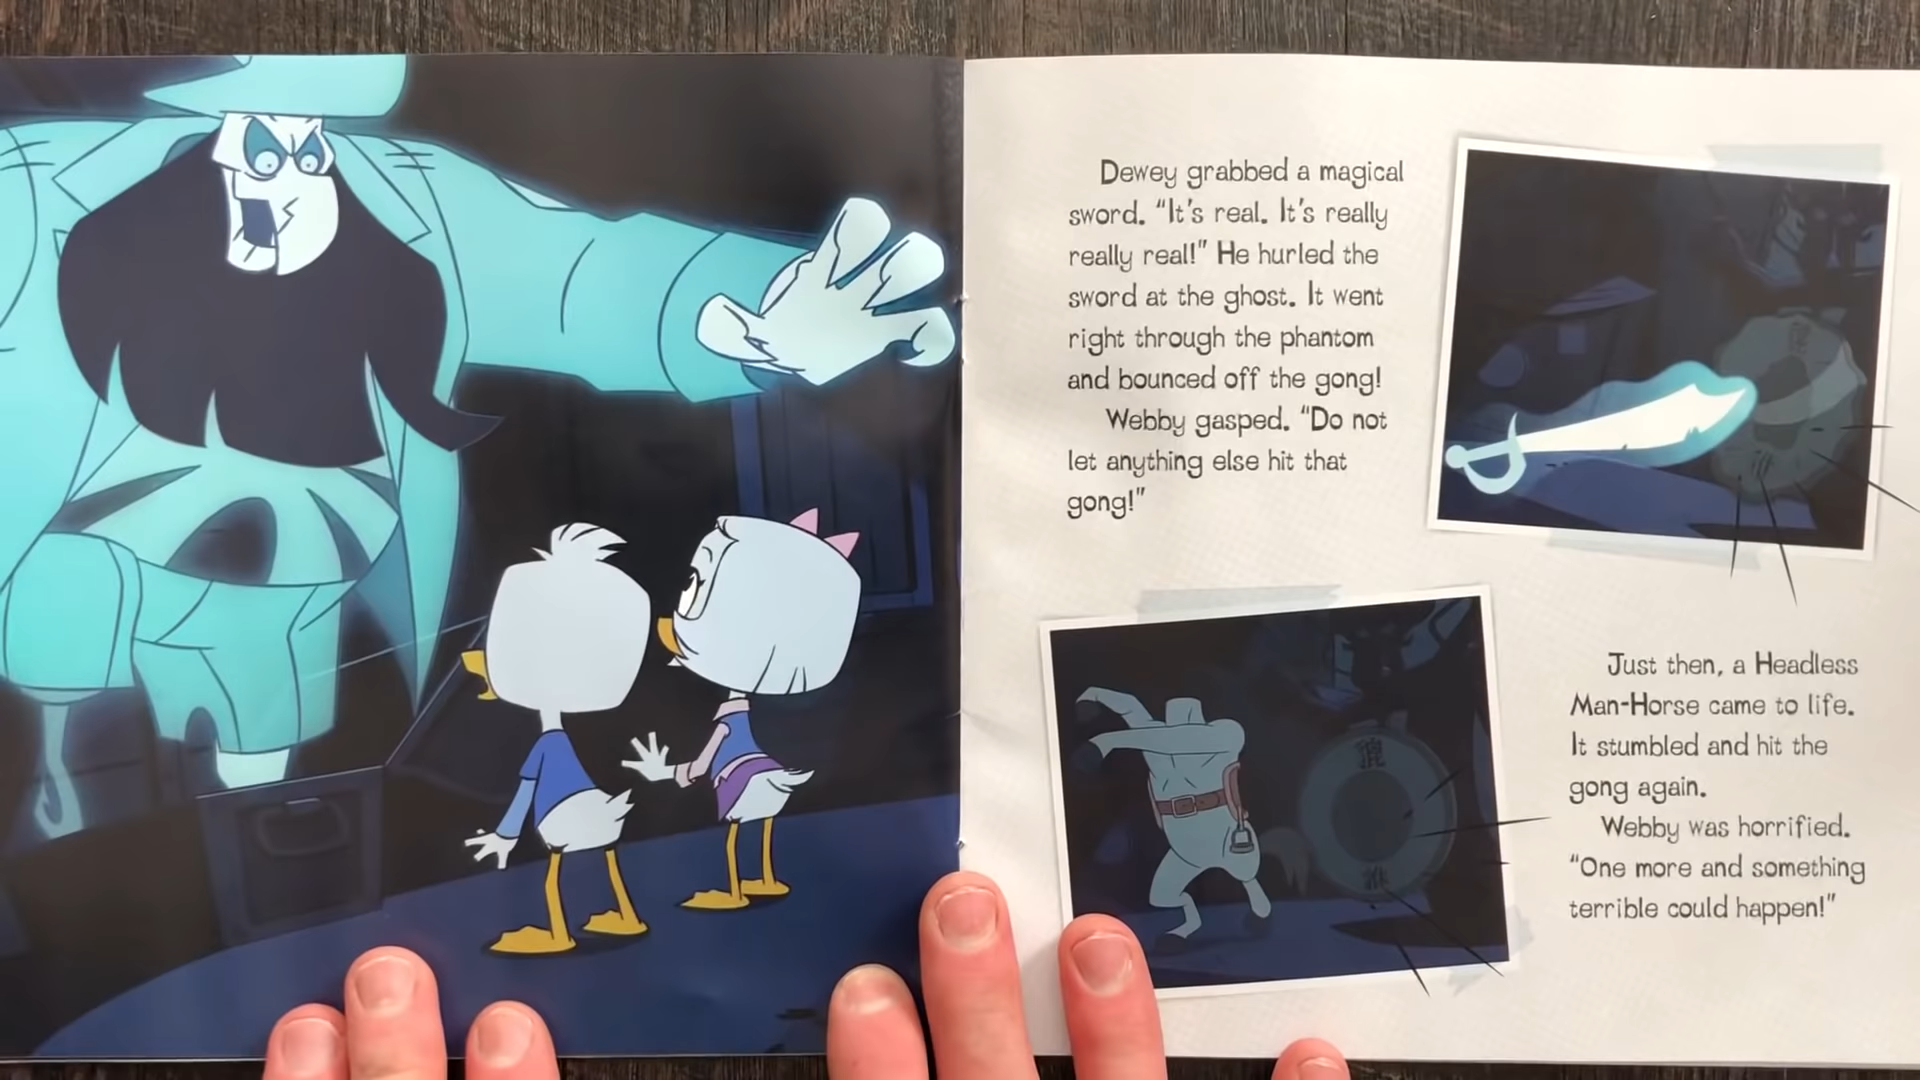 Dewey grabbed a magical
sword. “It’s real. It’s really
really real!” He hurled the
sword at the ghost. It went
right through the phantom
and bounced off the gong!
Webby gasped. “Do not
let anything else hit that
gong!”
Just then, a Headless
Man-Horse came to life.
It stumbled and hit the
gong again.
Webby was horrified.
“One more and something
terrible could happen!”